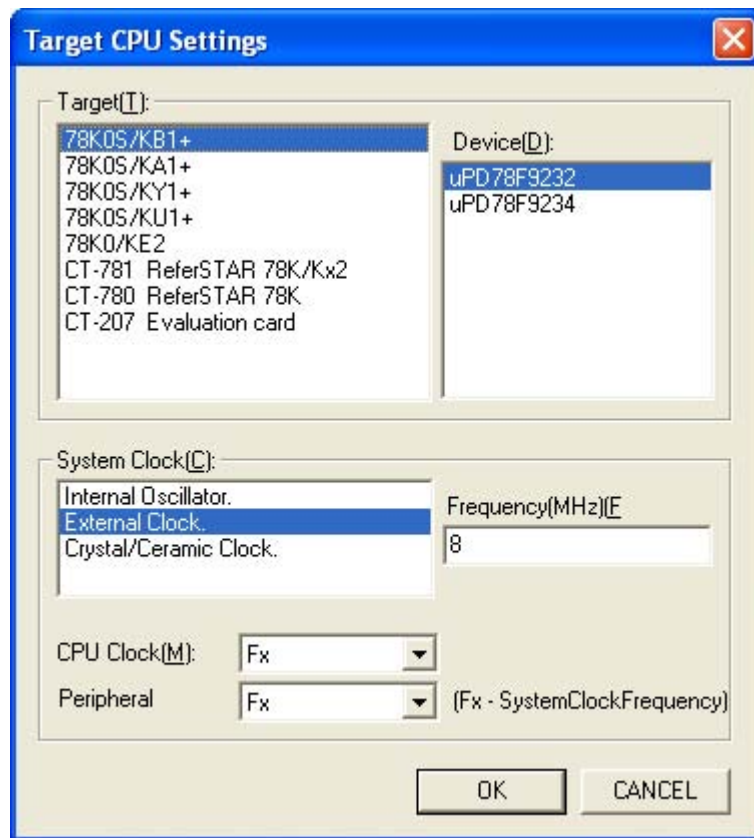 Target CPU Settings
Target(T):
78K0S/KB1+
78K0S/KA1+
78K0S/KY1+
78K0S/KU1+
78K0/KE2
CT-781 ReferSTAR 78K/Kx2
CT-780 ReferSTAR 78K
CT-207 Evaluation card
Device(D):
uPD78F9232
uPD78F9234
System Clock(C):
Internal Oscillator.
External Clock.
Crystal/Ceramic Clock.
Frequency(MHz)(F
8
CPU Clock(M): Fx
Peripheral Fx (Fx - SystemClockFrequency)
OK CANCEL